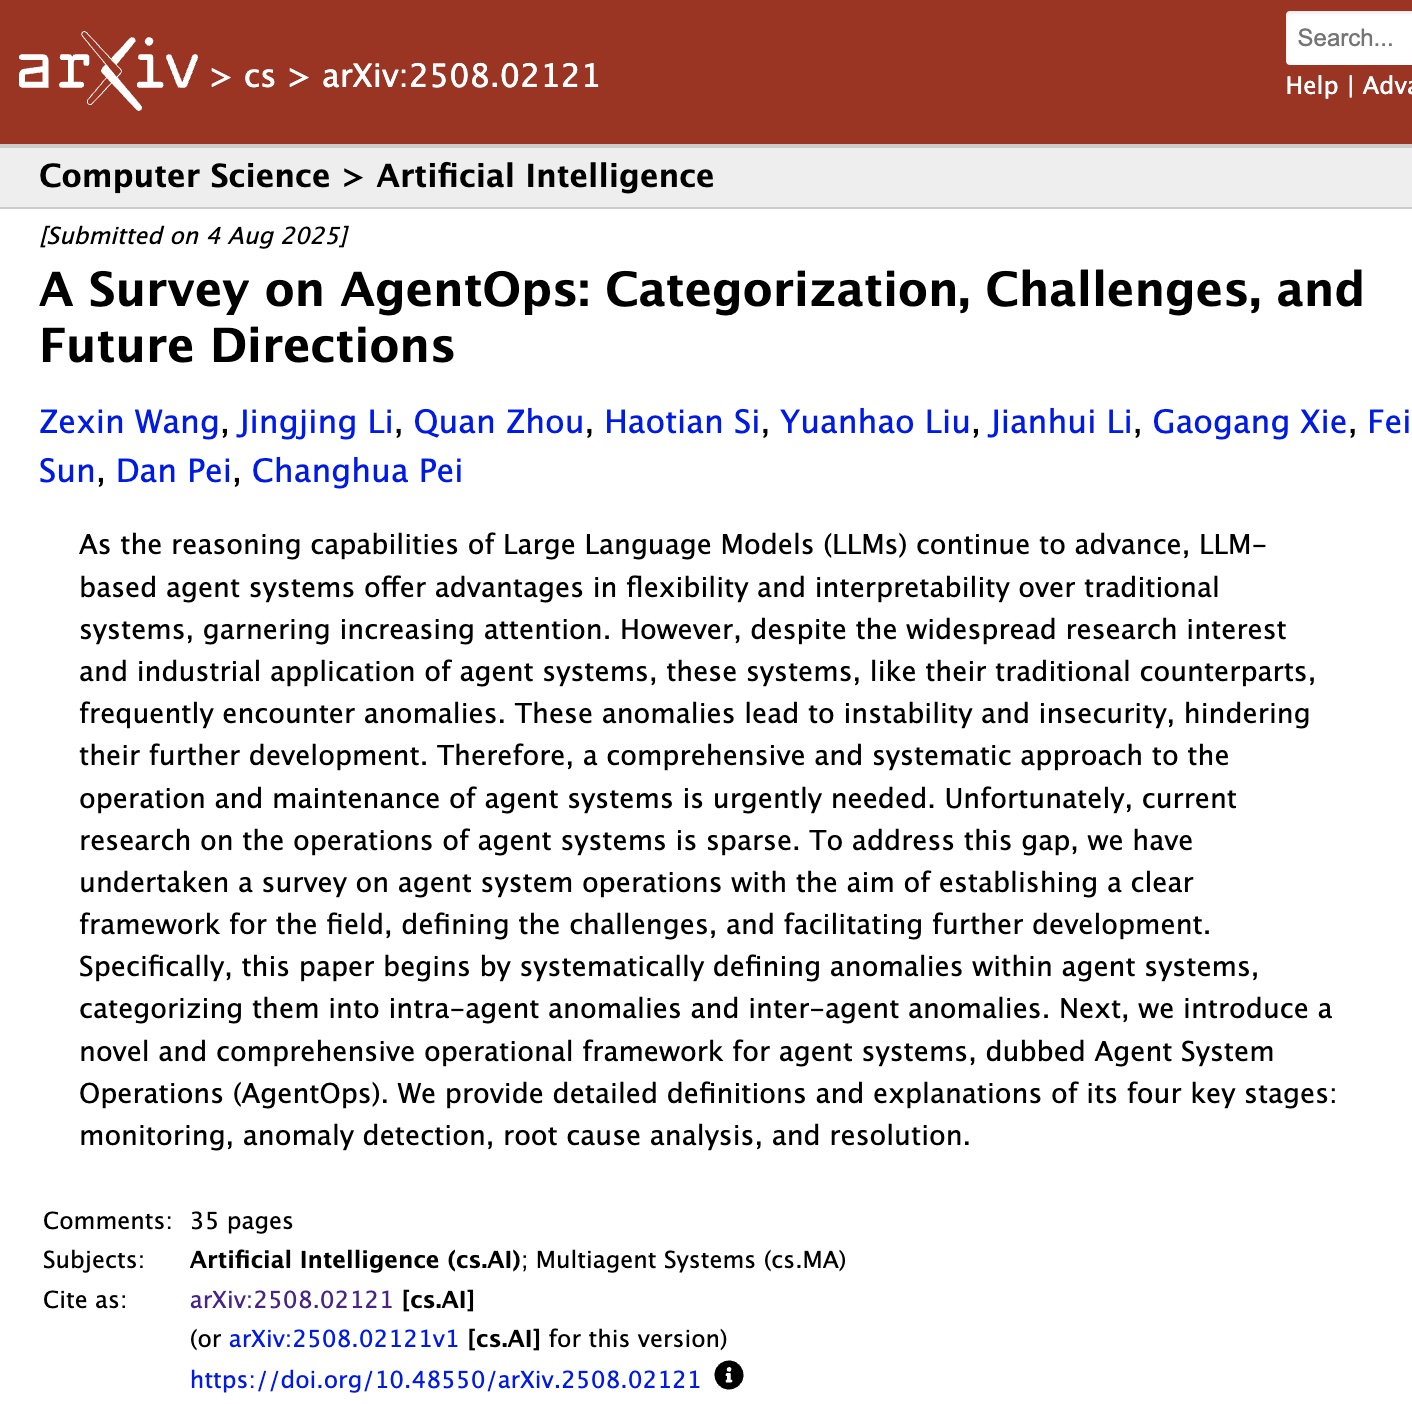 arXiv > cs > arXiv:2508.02121
Search...
Help | Adva
Computer Science > Artificial Intelligence
[Submitted on 4 Aug 2025]
A Survey on AgentOps: Categorization, Challenges, and
Future Directions
Zexin Wang, Jingjing Li, Quan Zhou, Haotian Si, Yuanhao Liu, Jianhui Li, Gaogang Xie, Fei
Sun, Dan Pei, Changhua Pei
As the reasoning capabilities of Large Language Models (LLMs) continue to advance, LLM-
based agent systems offer advantages in flexibility and interpretability over traditional
systems, garnering increasing attention. However, despite the widespread research interest
and industrial application of agent systems, these systems, like their traditional counterparts,
frequently encounter anomalies. These anomalies lead to instability and insecurity, hindering
their further development. Therefore, a comprehensive and systematic approach to the
operation and maintenance of agent systems is urgently needed. Unfortunately, current
research on the operations of agent systems is sparse. To address this gap, we have
undertaken a survey on agent system operations with the aim of establishing a clear
framework for the field, defining the challenges, and facilitating further development.
Specifically, this paper begins by systematically defining anomalies within agent systems,
categorizing them into intra-agent anomalies and inter-agent anomalies. Next, we introduce a
novel and comprehensive operational framework for agent systems, dubbed Agent System
Operations (AgentOps). We provide detailed definitions and explanations of its four key stages:
monitoring, anomaly detection, root cause analysis, and resolution.
Comments: 35 pages
Subjects: Artificial Intelligence (cs.AI); Multiagent Systems (cs.MA)
Cite as: arXiv:2508.02121 [cs.AI]
(or arXiv:2508.02121v1 [cs.AI] for this version)
https://doi.org/10.48550/arXiv.2508.02121